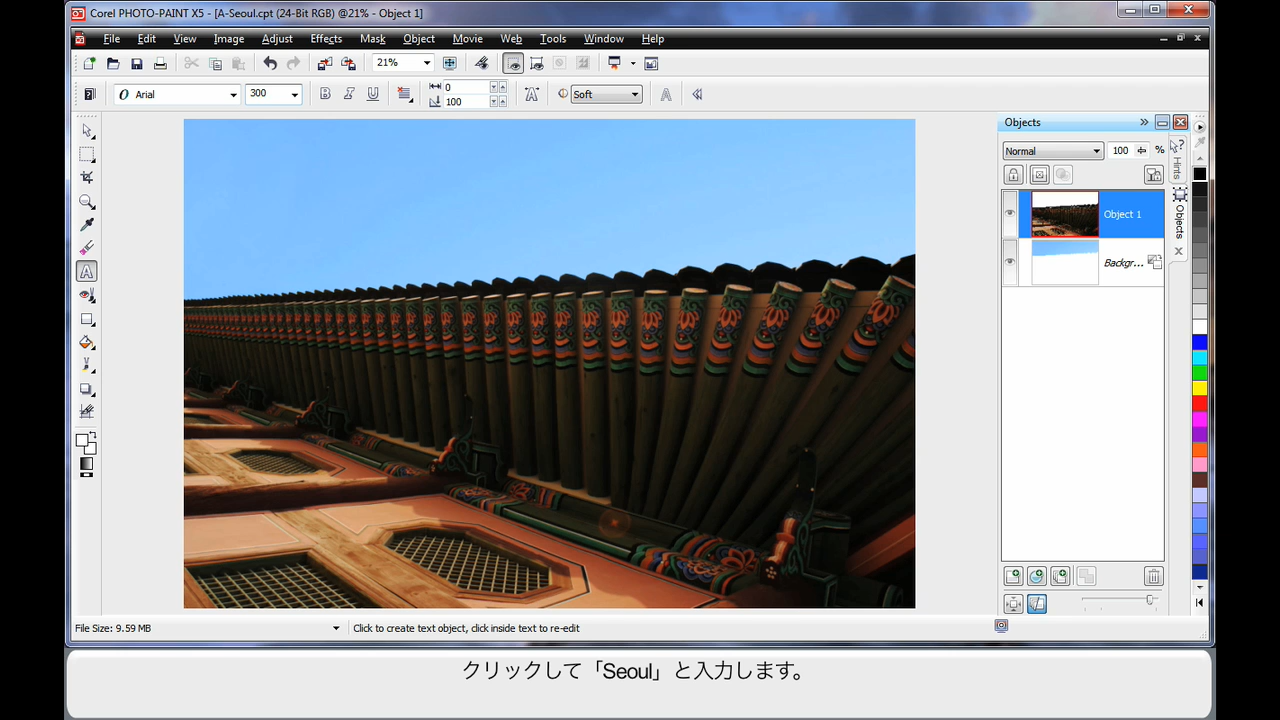 Corel PHOTO-PAINT X5 - [A-Seoul.cpt (24-Bit RGB) @21% - Object 1]
File Edit View Image Adjust Effects Mask Object Movie Web Tools Window Help
21%
O Arial 300 B I U 0 100 Soft
Objects
Normal 100 %
Hints
Objects
Object 1
Backgr...
File Size: 9.59 MB Click to create text object, click inside text to re-edit
クリックして「Seoul」と入力します。